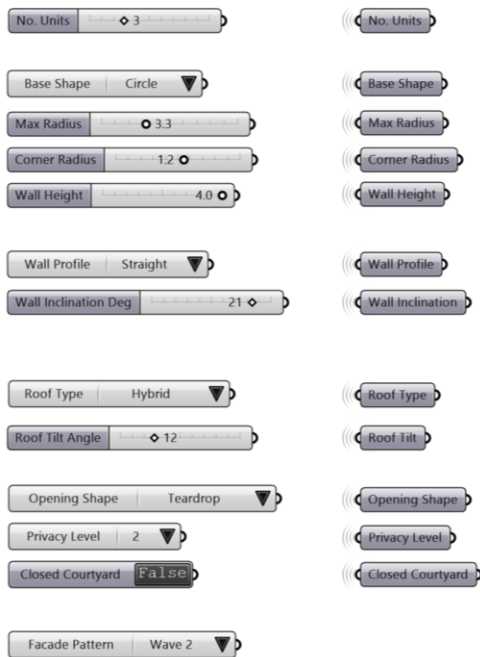 No. Units 3 No. Units
Base Shape Circle Base Shape
Max Radius 3.3 Max Radius
Corner Radius 1.2 Corner Radius
Wall Height 4.0 Wall Height
Wall Profile Straight Wall Profile
Wall Inclination Deg 21 Wall Inclination
Roof Type Hybrid Roof Type
Roof Tilt Angle 12 Roof Tilt
Opening Shape Teardrop Opening Shape
Privacy Level 2 Privacy Level
Closed Courtyard False Closed Courtyard
Facade Pattern Wave 2